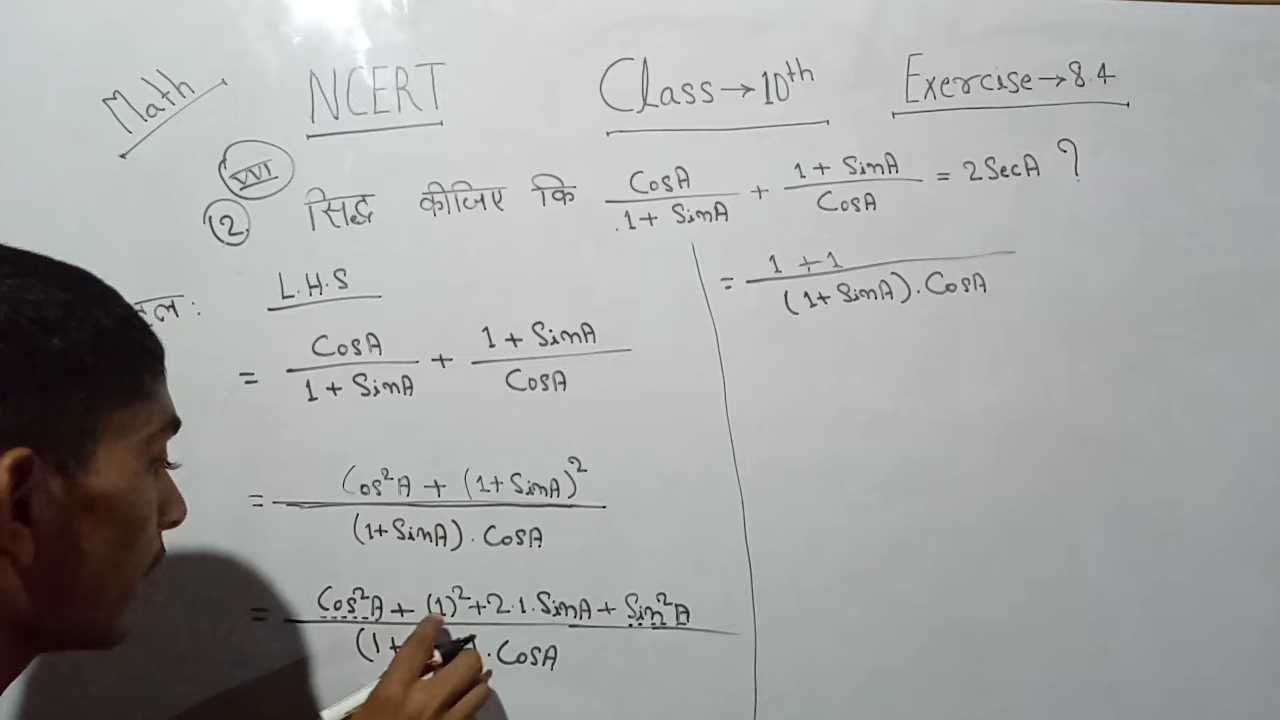 Math NCERT Class→10th Exercise→8.4
VVI
(2) सिद्ध कीजिए कि CosA/1+SinA + 1+SinA/CosA = 2SecA ?
L.H.S
= CosA/1+SinA + 1+SinA/CosA
= Cos²A + (1+SinA)²/(1+SinA).CosA
= Cos²A + (1)²+2.1.SinA + Sin²A/(1+ .CosA
= 1 + 1/(1+SinA).CosA